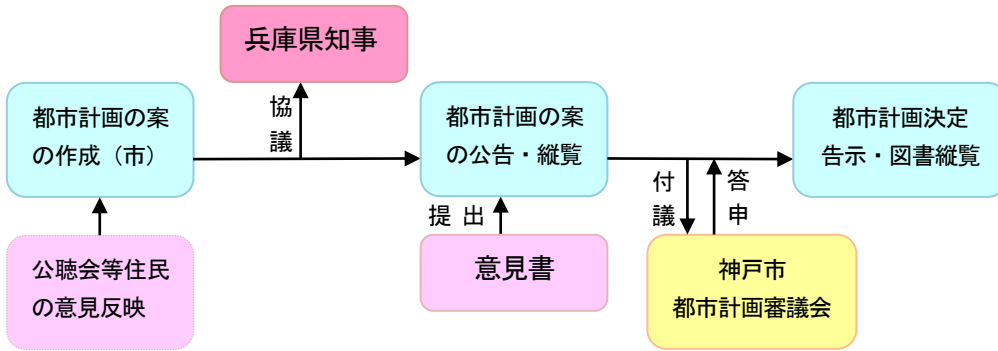 兵庫県知事
都市計画の案
の作成（市）
協
議
都市計画の案
の公告・縦覧
都市計画決定
告示・図書縦覧
提 出
付
議
答
申
公聴会等住民
の意見反映
意見書
神戸市
都市計画審議会